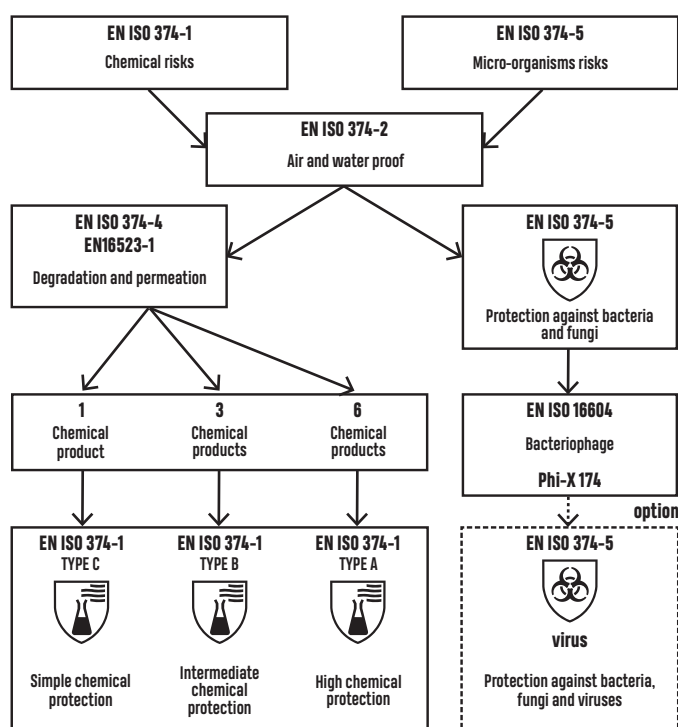 EN ISO 374-1
Chemical risks
EN ISO 374-5
Micro-organisms risks
EN ISO 374-2
Air and water proof
EN ISO 374-4
EN16523-1
Degradation and permeation
EN ISO 374-5
Protection against bacteria
and fungi
1
Chemical
product
3
Chemical
products
6
Chemical
products
EN ISO 16604
Bacteriophage
Phi-X 174
option
EN ISO 374-1
TYPE C
Simple chemical
protection
EN ISO 374-1
TYPE B
Intermediate
chemical
protection
EN ISO 374-1
TYPE A
High chemical
protection
EN ISO 374-5
virus
Protection against bacteria,
fungi and viruses